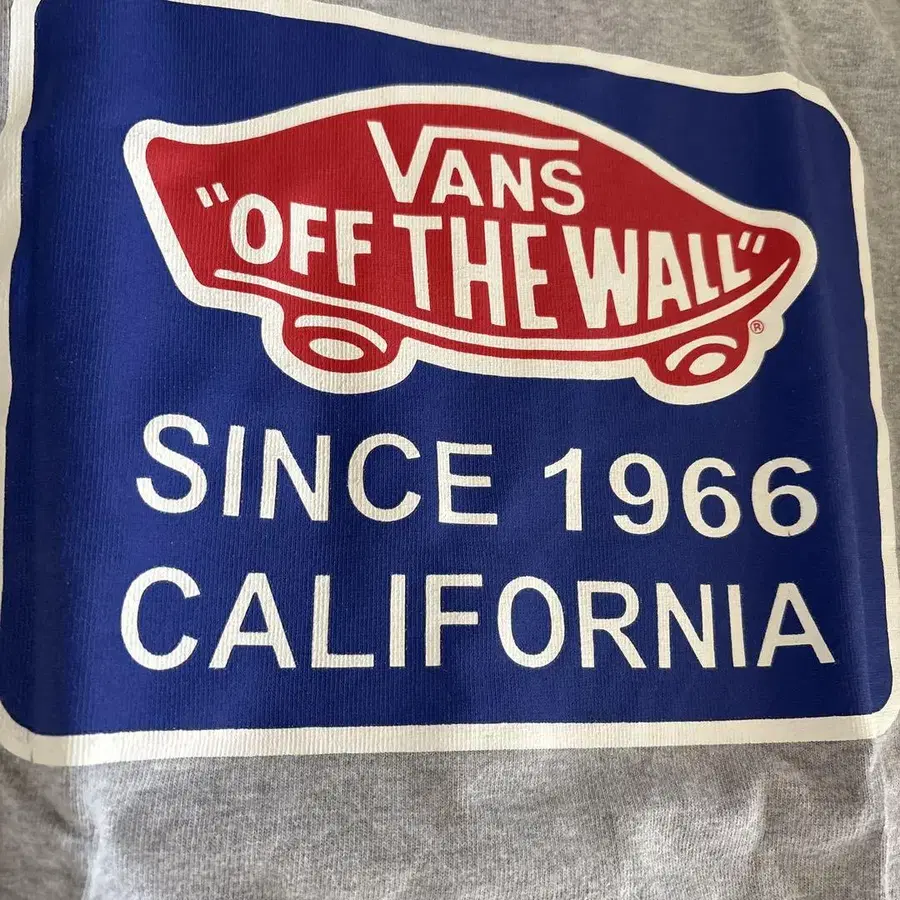 VANS
"OFF THE WALL"
®
SINCE 1966
CALIFORNIA